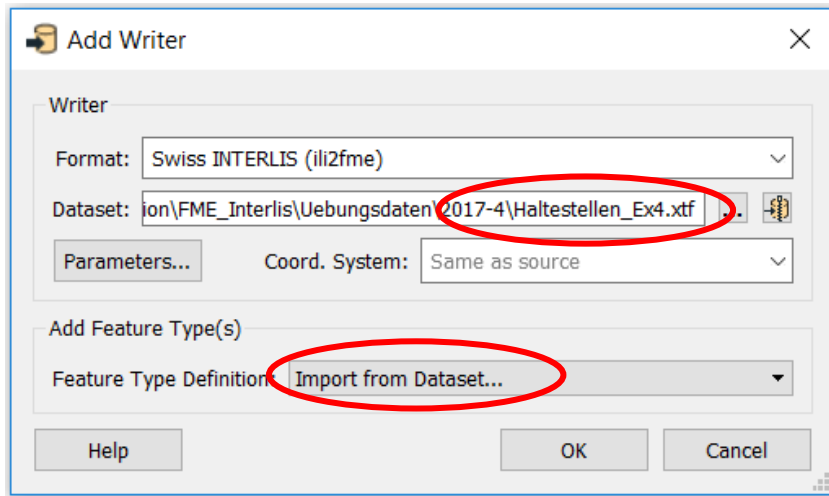 Add Writer
Writer
Format: Swiss INTERLIS (ili2fme)
Dataset: ion\FME_Interlis\Uebungsdaten\2017-4\Haltestellen_Ex4.xtf ...
Parameters... Coord. System: Same as source
Add Feature Type(s)
Feature Type Definition: Import from Dataset...
Help OK Cancel